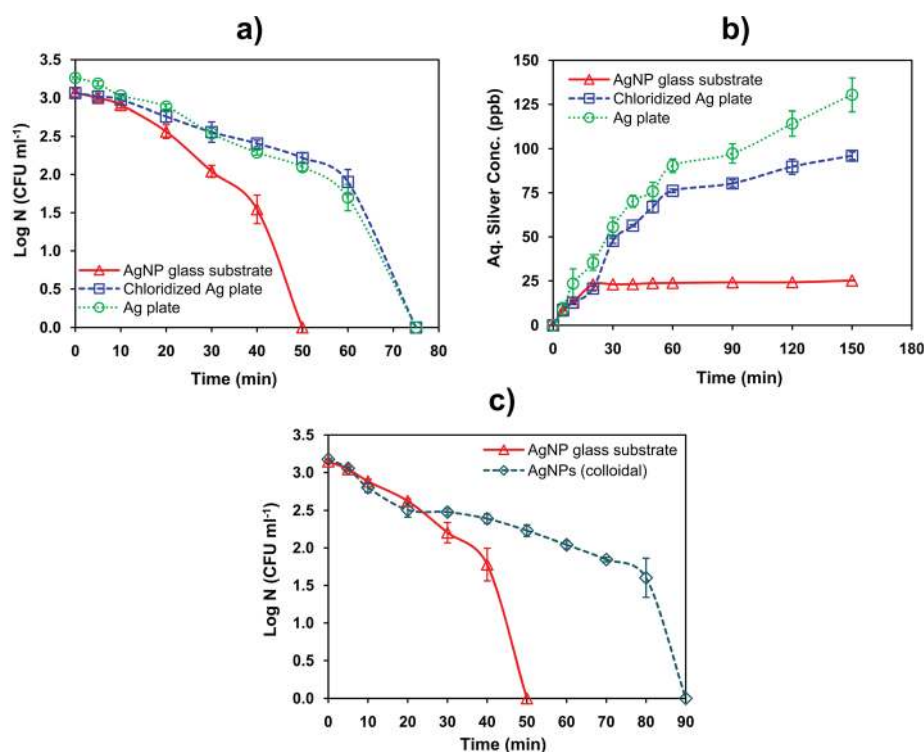 a)
3.5
3.0
2.5
2.0
1.5
1.0
0.5
0.0
Log N (CFU ml⁻¹)
AgNP glass substrate
Chloridized Ag plate
Ag plate
0 10 20 30 40 50 60 70 80
Time (min)
b)
150
125
100
75
50
25
0
Aq. Silver Conc. (ppb)
AgNP glass substrate
Chloridized Ag plate
Ag plate
0 30 60 90 120 150 180
Time (min)
c)
3.5
3.0
2.5
2.0
1.5
1.0
0.5
0.0
Log N (CFU ml⁻¹)
AgNP glass substrate
AgNPs (colloidal)
0 10 20 30 40 50 60 70 80 90
Time (min)